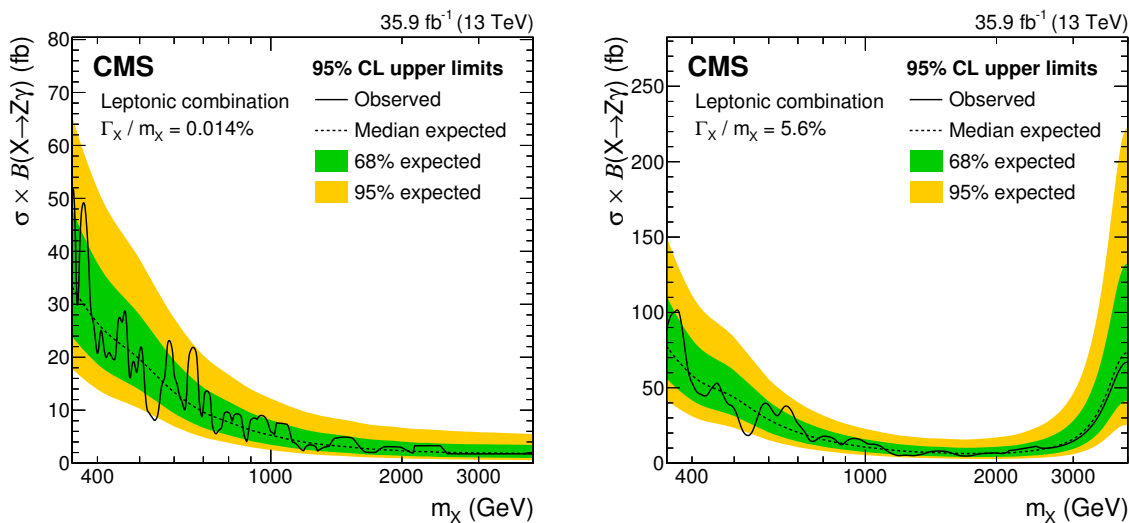 35.9 fb⁻¹ (13 TeV)
CMS
95% CL upper limits
Leptonic combination
Γ_X / m_X = 0.014%
Observed
Median expected
68% expected
95% expected
σ × B(X→Zγ) (fb)
80
70
60
50
40
30
20
10
0
400
1000
2000
3000
m_X (GeV)
35.9 fb⁻¹ (13 TeV)
CMS
95% CL upper limits
Leptonic combination
Γ_X / m_X = 5.6%
Observed
Median expected
68% expected
95% expected
σ × B(X→Zγ) (fb)
250
200
150
100
50
0
400
1000
2000
3000
m_X (GeV)